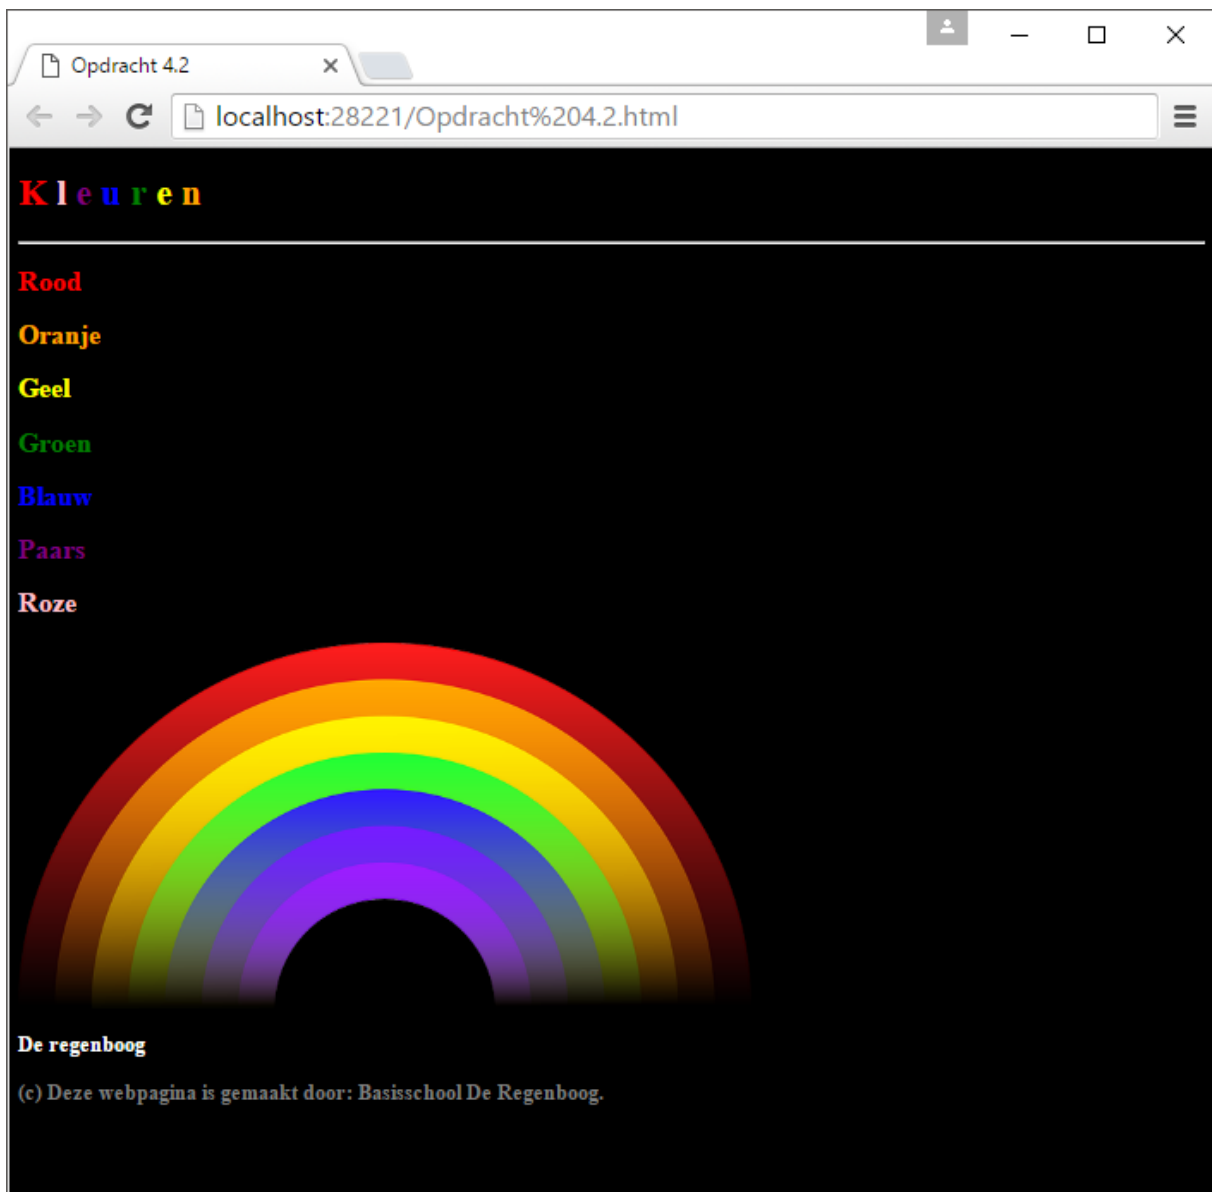 Opdracht 4.2
localhost:28221/Opdracht%204.2.html
K l e u r e n
Rood
Oranje
Geel
Groen
Blauw
Paars
Roze
De regenboog
(c) Deze webpagina is gemaakt door: Basisschool De Regenboog.